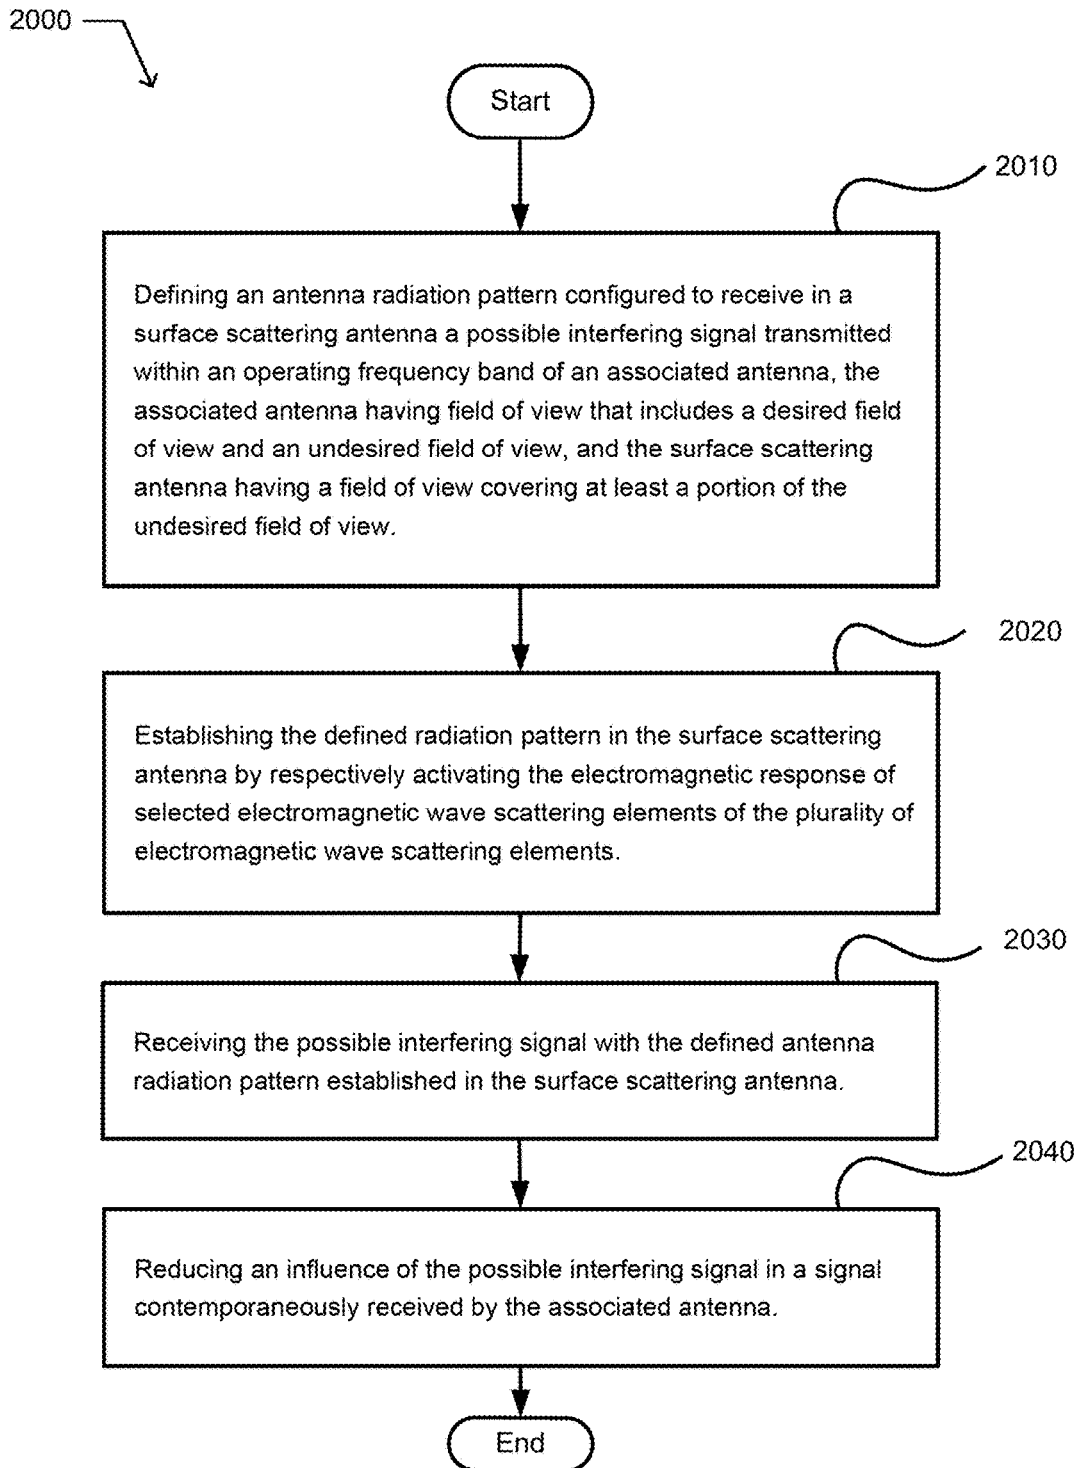 2000
Start
2010
Defining an antenna radiation pattern configured to receive in a
surface scattering antenna a possible interfering signal transmitted
within an operating frequency band of an associated antenna, the
associated antenna having field of view that includes a desired field
of view and an undesired field of view, and the surface scattering
antenna having a field of view covering at least a portion of the
undesired field of view.
2020
Establishing the defined radiation pattern in the surface scattering
antenna by respectively activating the electromagnetic response of
selected electromagnetic wave scattering elements of the plurality of
electromagnetic wave scattering elements.
2030
Receiving the possible interfering signal with the defined antenna
radiation pattern established in the surface scattering antenna.
2040
Reducing an influence of the possible interfering signal in a signal
contemporaneously received by the associated antenna.
End